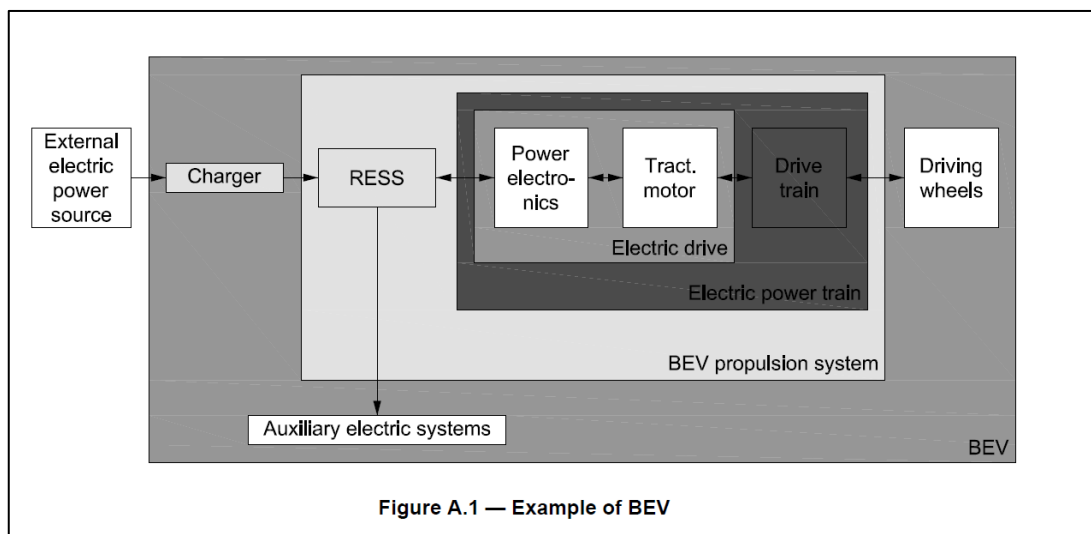 External
electric
power
source
Charger
RESS
Power
electro-
nics
Tract.
motor
Drive
train
Driving
wheels
Electric drive
Electric power train
BEV propulsion system
Auxiliary electric systems
BEV
Figure A.1 — Example of BEV